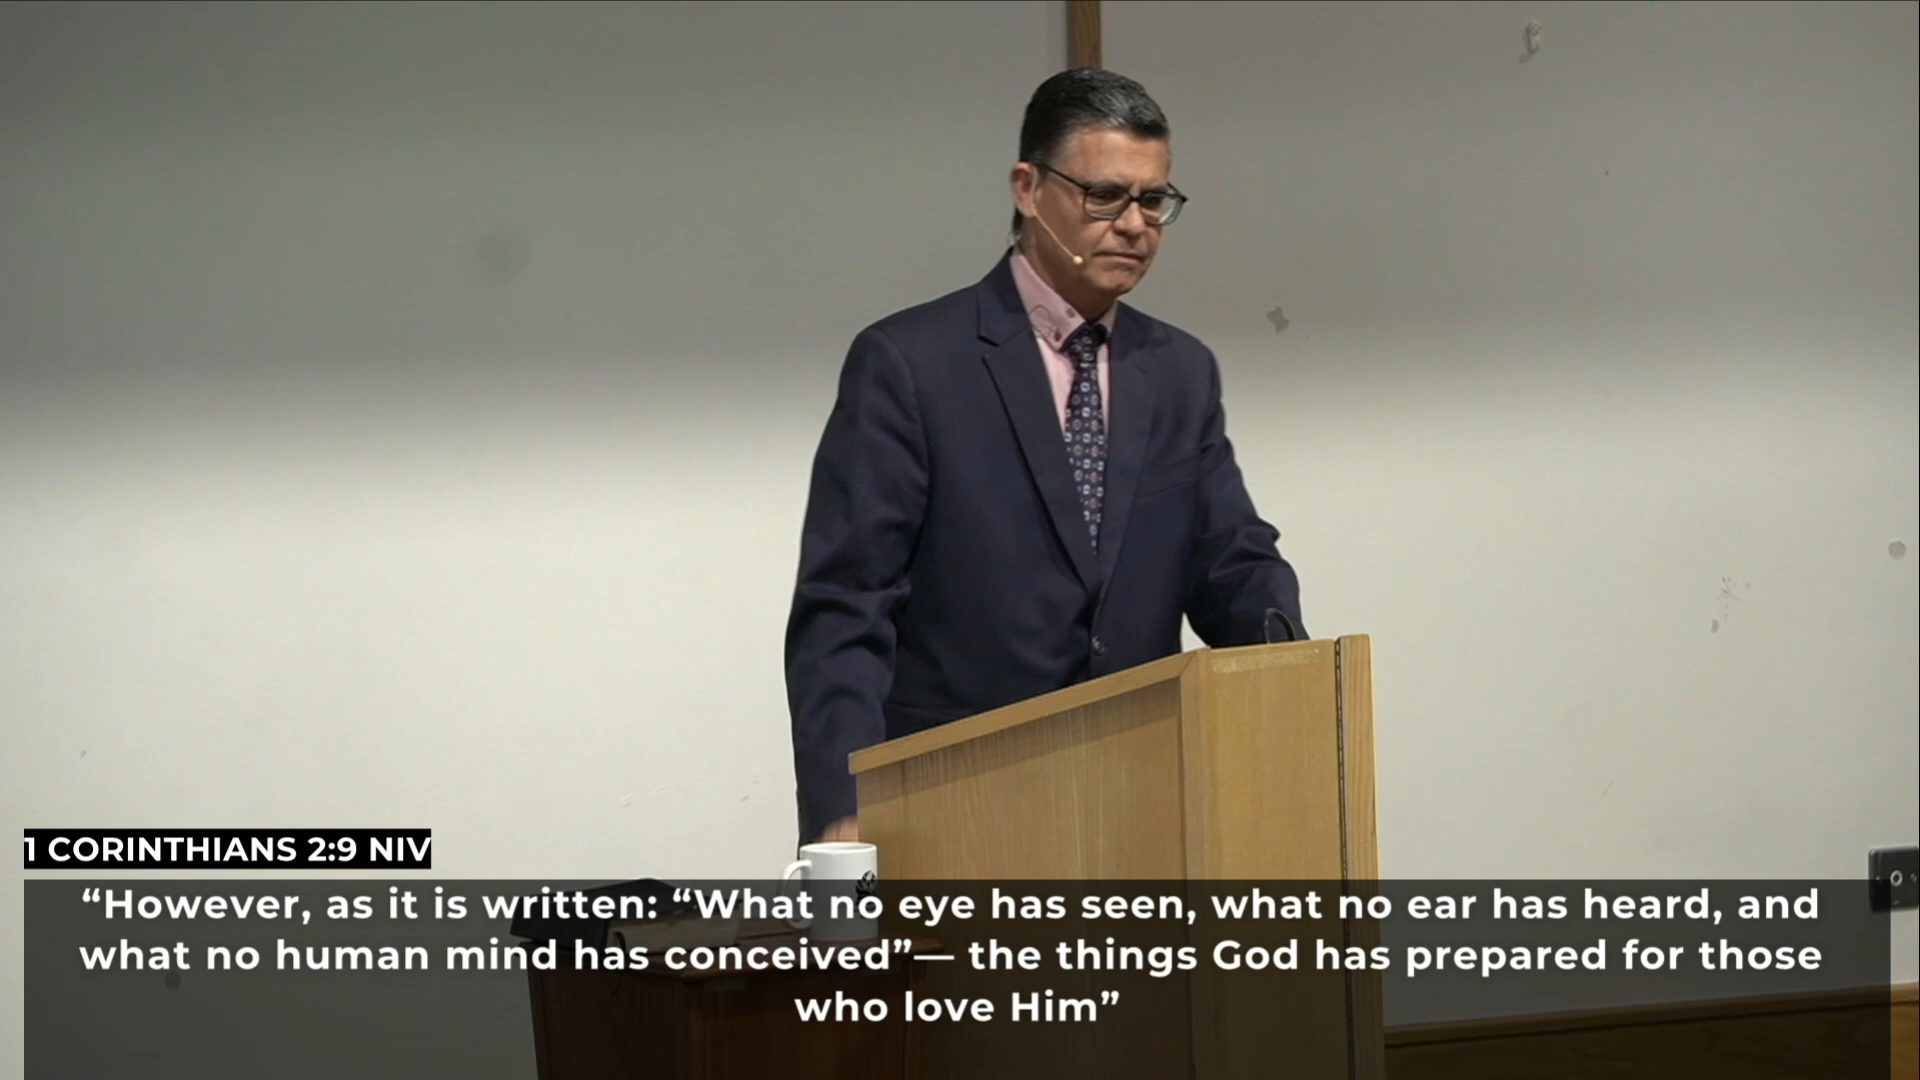 1 CORINTHIANS 2:9 NIV
“However, as it is written: “What no eye has seen, what no ear has heard, and
what no human mind has conceived”— the things God has prepared for those
who love Him”